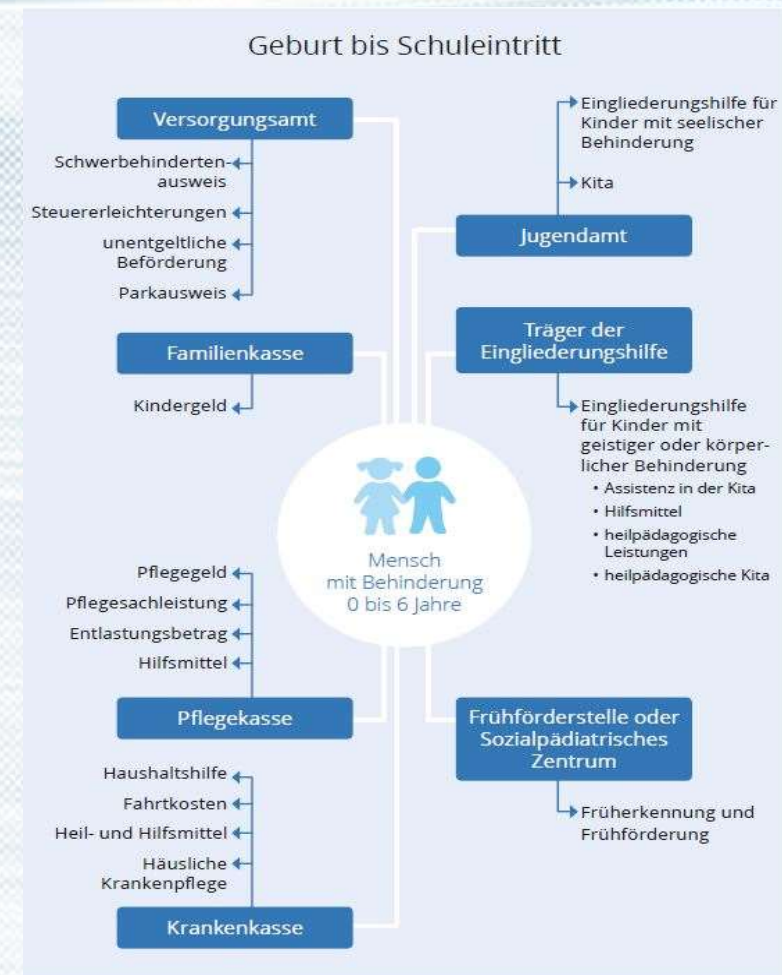 Geburt bis Schuleintritt
Versorgungsamt
Schwerbehinderten-
ausweis
Steuererleichterungen
unentgeltliche
Beförderung
Parkausweis
Familienkasse
Kindergeld
Pflegegeld
Pflegesachleistung
Entlastungsbetrag
Hilfsmittel
Pflegekasse
Haushaltshilfe
Fahrtkosten
Heil- und Hilfsmittel
Häusliche
Krankenpflege
Krankenkasse
Mensch
mit Behinderung
0 bis 6 Jahre
Eingliederungshilfe für
Kinder mit seelischer
Behinderung
Kita
Jugendamt
Träger der
Eingliederungshilfe
Eingliederungshilfe
für Kinder mit
geistiger oder körper-
licher Behinderung
• Assistenz in der Kita
• Hilfsmittel
• heilpädagogische
Leistungen
• heilpädagogische Kita
Frühförderstelle oder
Sozialpädiatrisches
Zentrum
Früherkennung und
Frühförderung